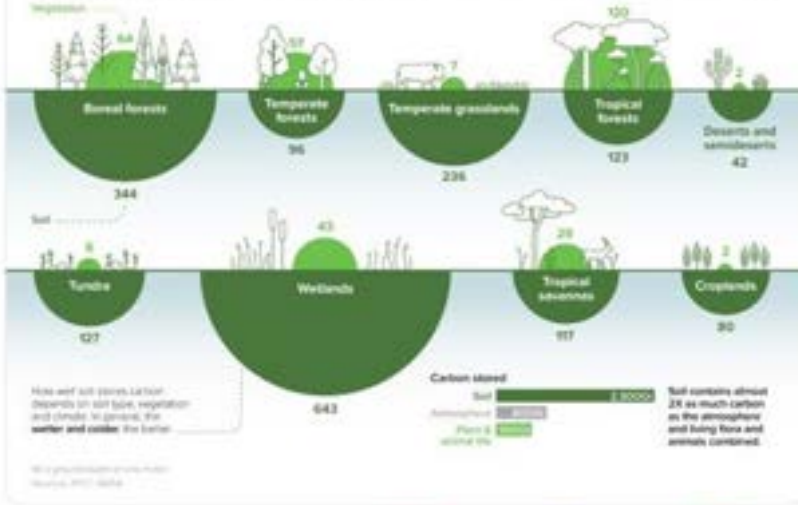 Vegetation
64
57
7
120
2
Boreal forests
Temperate
forests
Temperate grasslands
Tropical
forests
Deserts and
semideserts
344
96
236
123
42
Soil
43
28
2
Tundra
Wetlands
Tropical
savannas
Croplands
127
643
117
80
How well soil stores carbon
depends on soil type, vegetation
and climate. In general, the
wetter and colder, the better.
Carbon stored
Soil
Atmosphere
Plant &
animal life
Soil contains almost
2X as much carbon
as the atmosphere
and living flora and
animals combined.